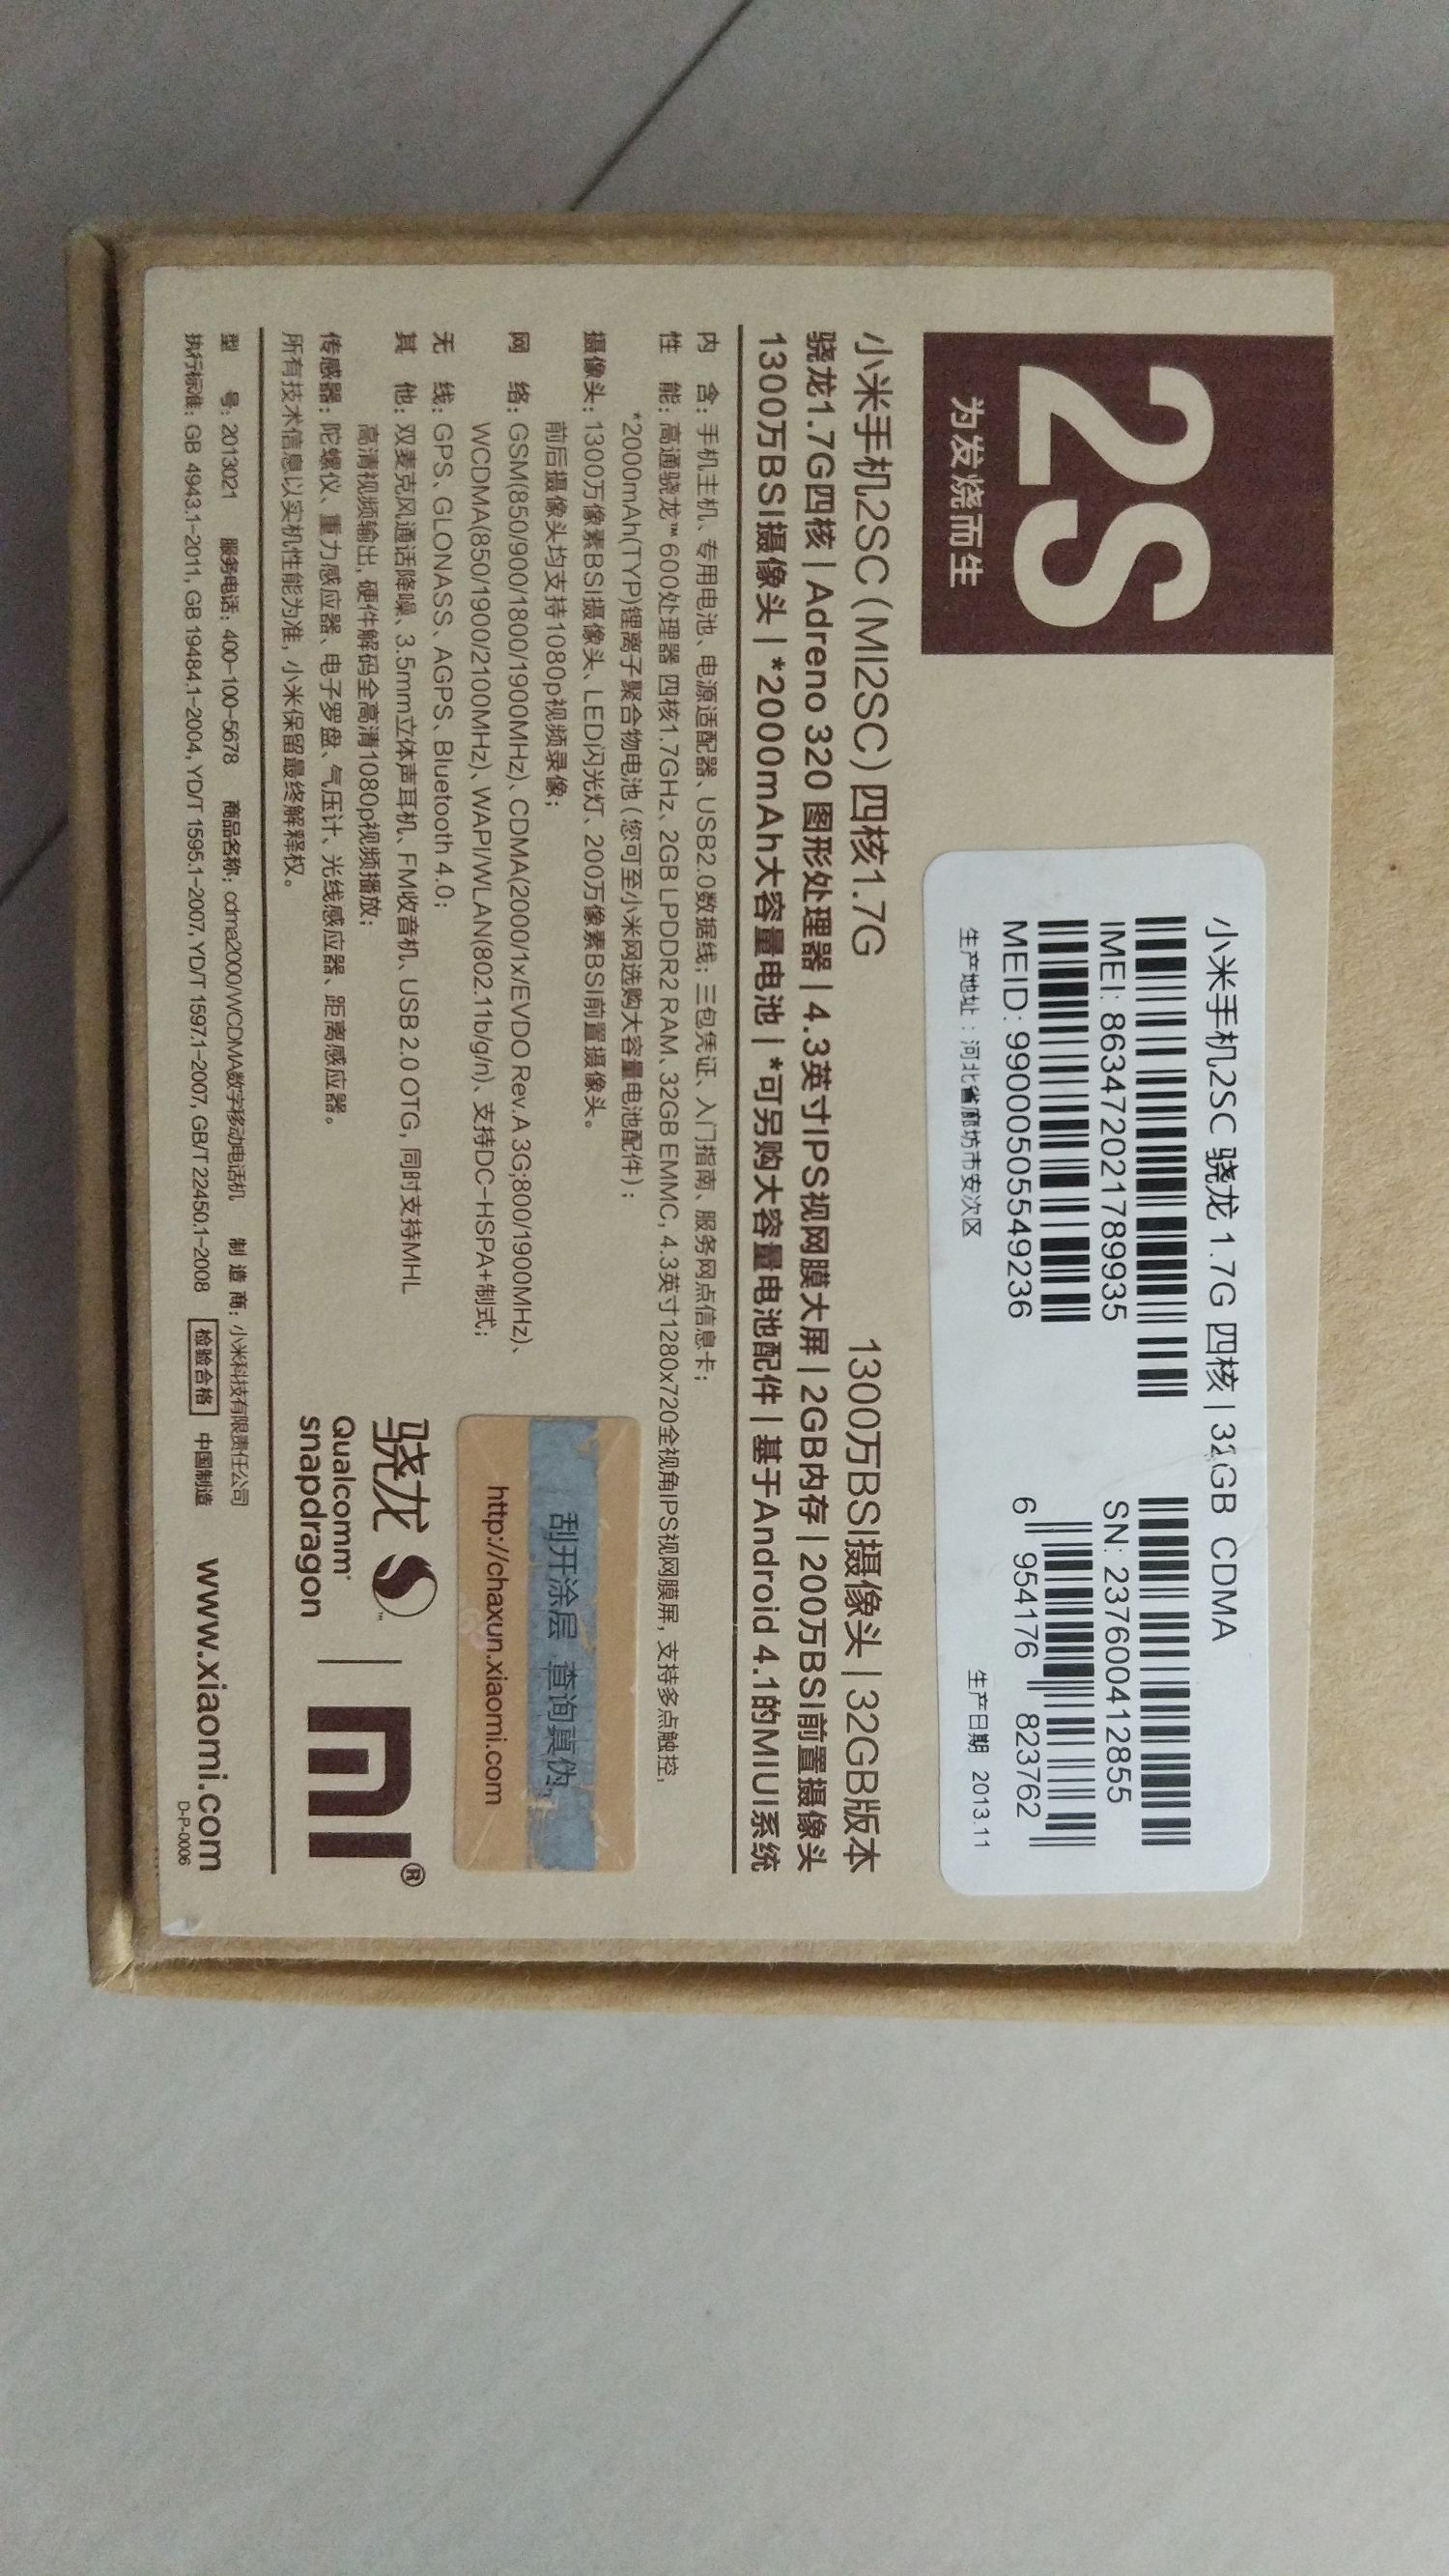 2S
为发烧而生
小米手机2SC 骁龙 1.7G 四核 | 32GB CDMA
IMEI: 863472021789935
SN: 237600412855
MEID: 99000505549236
6 954176 823762
生产地址：河北省廊坊市安次区
生产日期 2013.11
小米手机2SC（MI2SC）四核1.7G
1300万BSI摄像头 | 32GB版本
骁龙1.7G四核 | Adreno 320 图形处理器 | 4.3英寸IPS视网膜大屏 | 2GB内存 | 200万BSI前置摄像头
1300万BSI摄像头 | *2000mAh大容量电池 | *可另购大容量电池配件 | 基于Android 4.1的MIUI系统
内 含：手机主机、专用电池、电源适配器、USB2.0数据线；三包凭证、入门指南、服务网点信息卡；
性 能：高通骁龙™ 600处理器 四核1.7GHz、2GB LPDDR2 RAM、32GB EMMC, 4.3英寸1280x720全视角IPS视网膜屏, 支持多点触控,
*2000mAh(TYP)锂离子聚合物电池（您可至小米网选购大容量电池配件）；
摄像头：1300万像素BSI摄像头、LED闪光灯、200万像素BSI前置摄像头。
前后摄像头均支持1080p视频录像；
网 络：GSM(850/900/1800/1900MHz)、CDMA(2000/1x/EVDO Rev.A 3G;800/1900MHz)、
WCDMA(850/1900/2100MHz)、WAPI/WLAN(802.11b/g/n)、支持DC-HSPA+制式；
无 线：GPS、GLONASS、AGPS、Bluetooth 4.0；
其 他：双麦克风通话降噪、3.5mm立体声耳机、FM收音机、USB 2.0 OTG, 同时支持MHL
高清视频输出, 硬件解码全高清1080p视频播放；
传感器：陀螺仪、重力感应器、电子罗盘、气压计、光线感应器、距离感应器。
所有技术信息以实机性能为准, 小米保留最终解释权。
刮开涂层 查询真伪,
http://chaxun.xiaomi.com
骁龙
Qualcomm
snapdragon
MI®
型 号：2013021 服务电话：400-100-5678 商品名称：cdma2000/WCDMA数字移动电话机 制 造 商：小米科技有限责任公司
执行标准：GB 4943.1-2011, GB 19484.1-2004, YD/T 1595.1-2007, YD/T 1597.1-2007, GB/T 22450.1-2008 检验合格 中国制造
www.xiaomi.com
D-P-0006